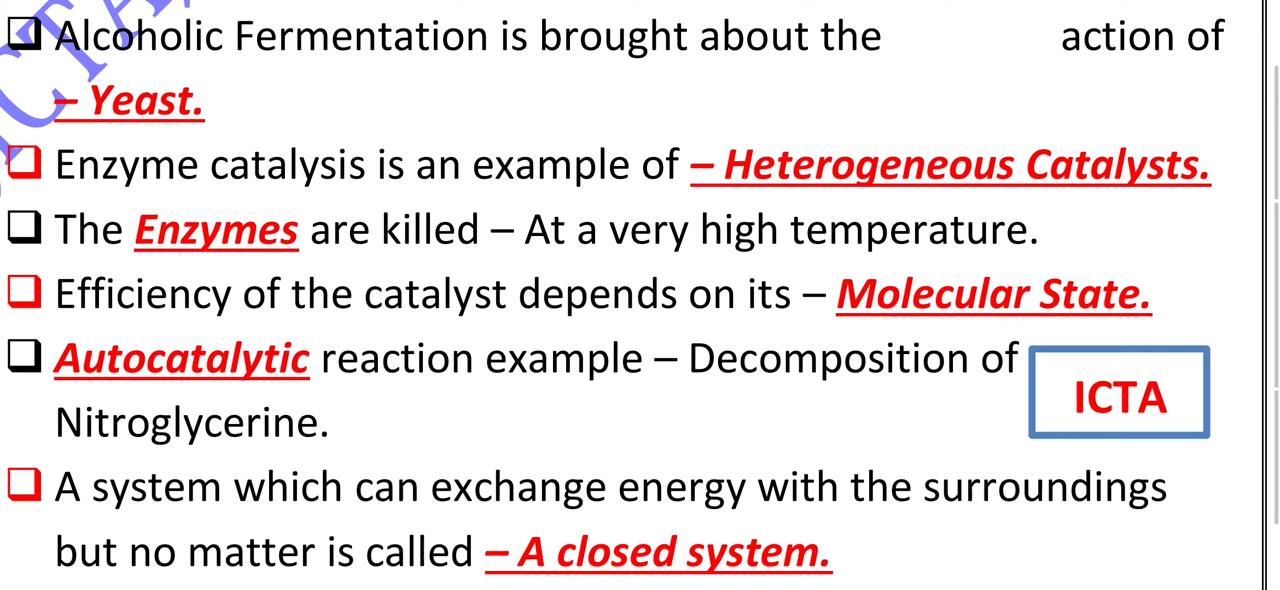 ❑ Alcoholic Fermentation is brought about the action of
– Yeast.
❑ Enzyme catalysis is an example of – Heterogeneous Catalysts.
❑ The Enzymes are killed – At a very high temperature.
❑ Efficiency of the catalyst depends on its – Molecular State.
❑ Autocatalytic reaction example – Decomposition of
Nitroglycerine.
ICTA
❑ A system which can exchange energy with the surroundings
but no matter is called – A closed system.